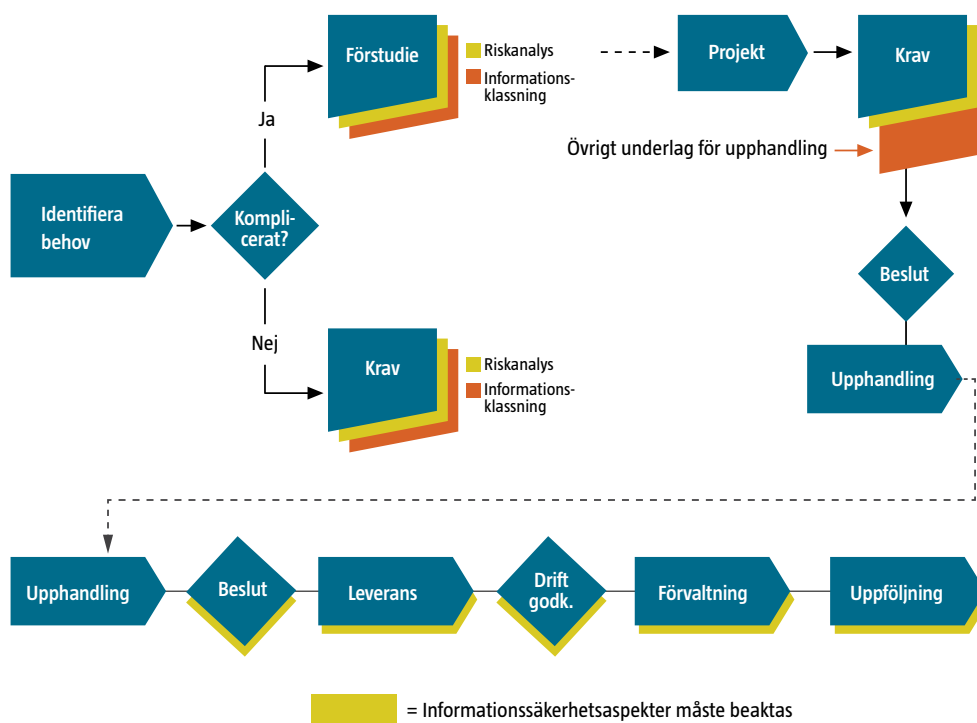 Förstudie
Riskanalys
Informations-
klassning
Projekt
Krav
Ja
Övrigt underlag för upphandling
Identifiera
behov
Kompli-
cerat?
Beslut
Nej
Krav
Riskanalys
Informations-
klassning
Upphandling
Upphandling
Beslut
Leverans
Drift
godk.
Förvaltning
Uppföljning
= Informationssäkerhetsaspekter måste beaktas